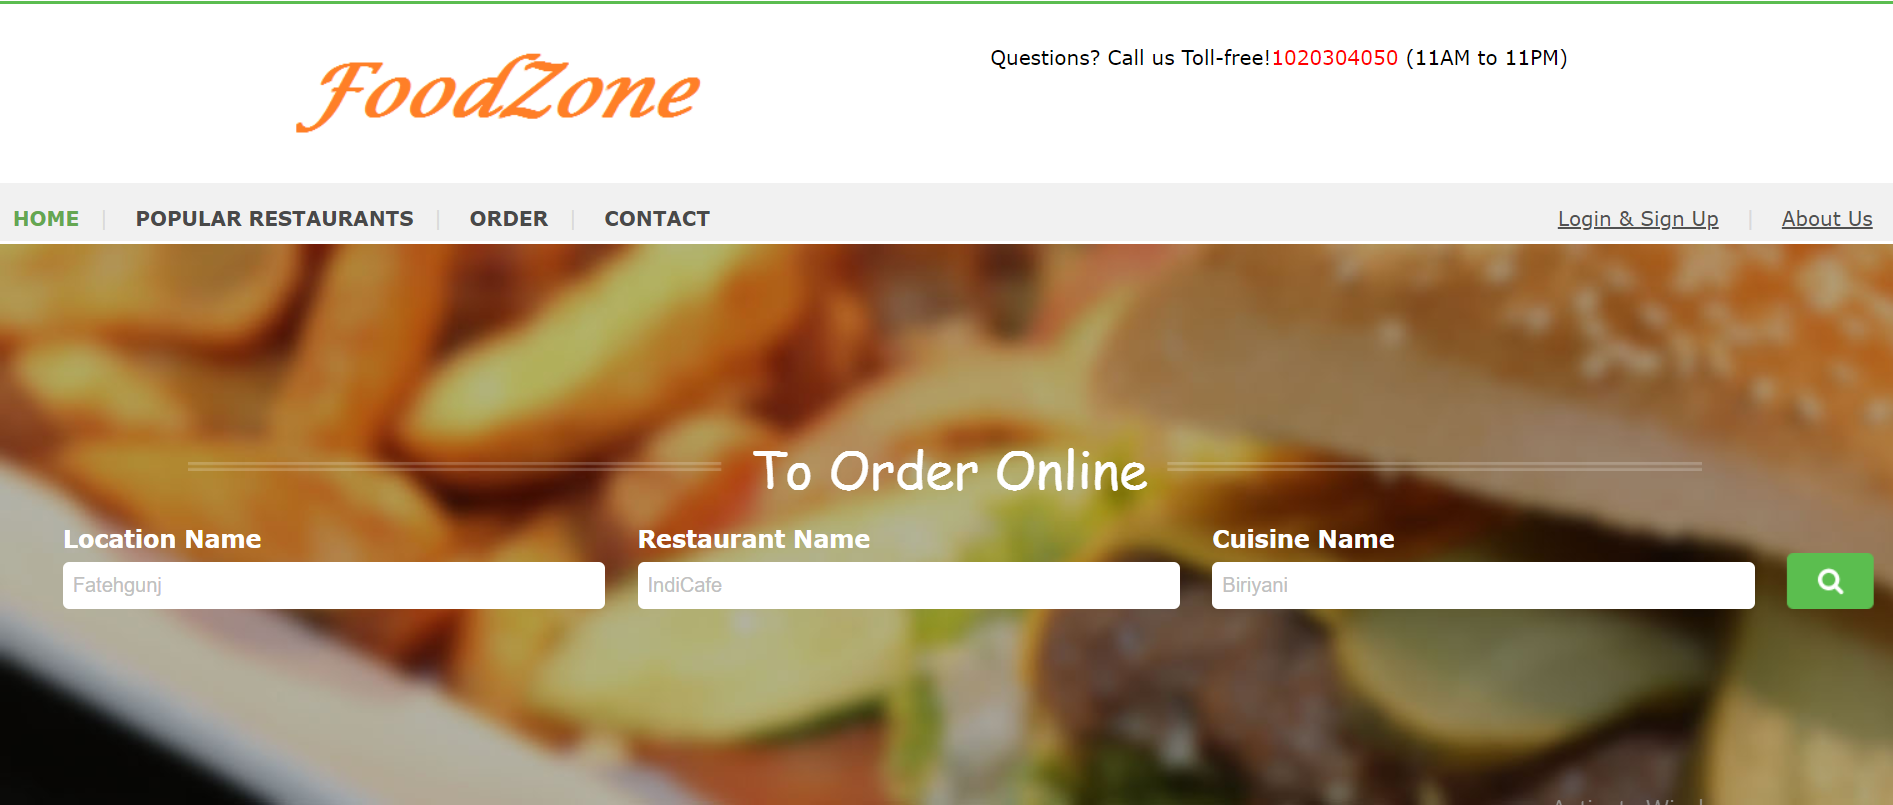 FoodZone
Questions? Call us Toll-free!1020304050 (11AM to 11PM)
HOME | POPULAR RESTAURANTS | ORDER | CONTACT
Login & Sign Up | About Us
To Order Online
Location Name
Restaurant Name
Cuisine Name
Fatehgunj
IndiCafe
Biriyani